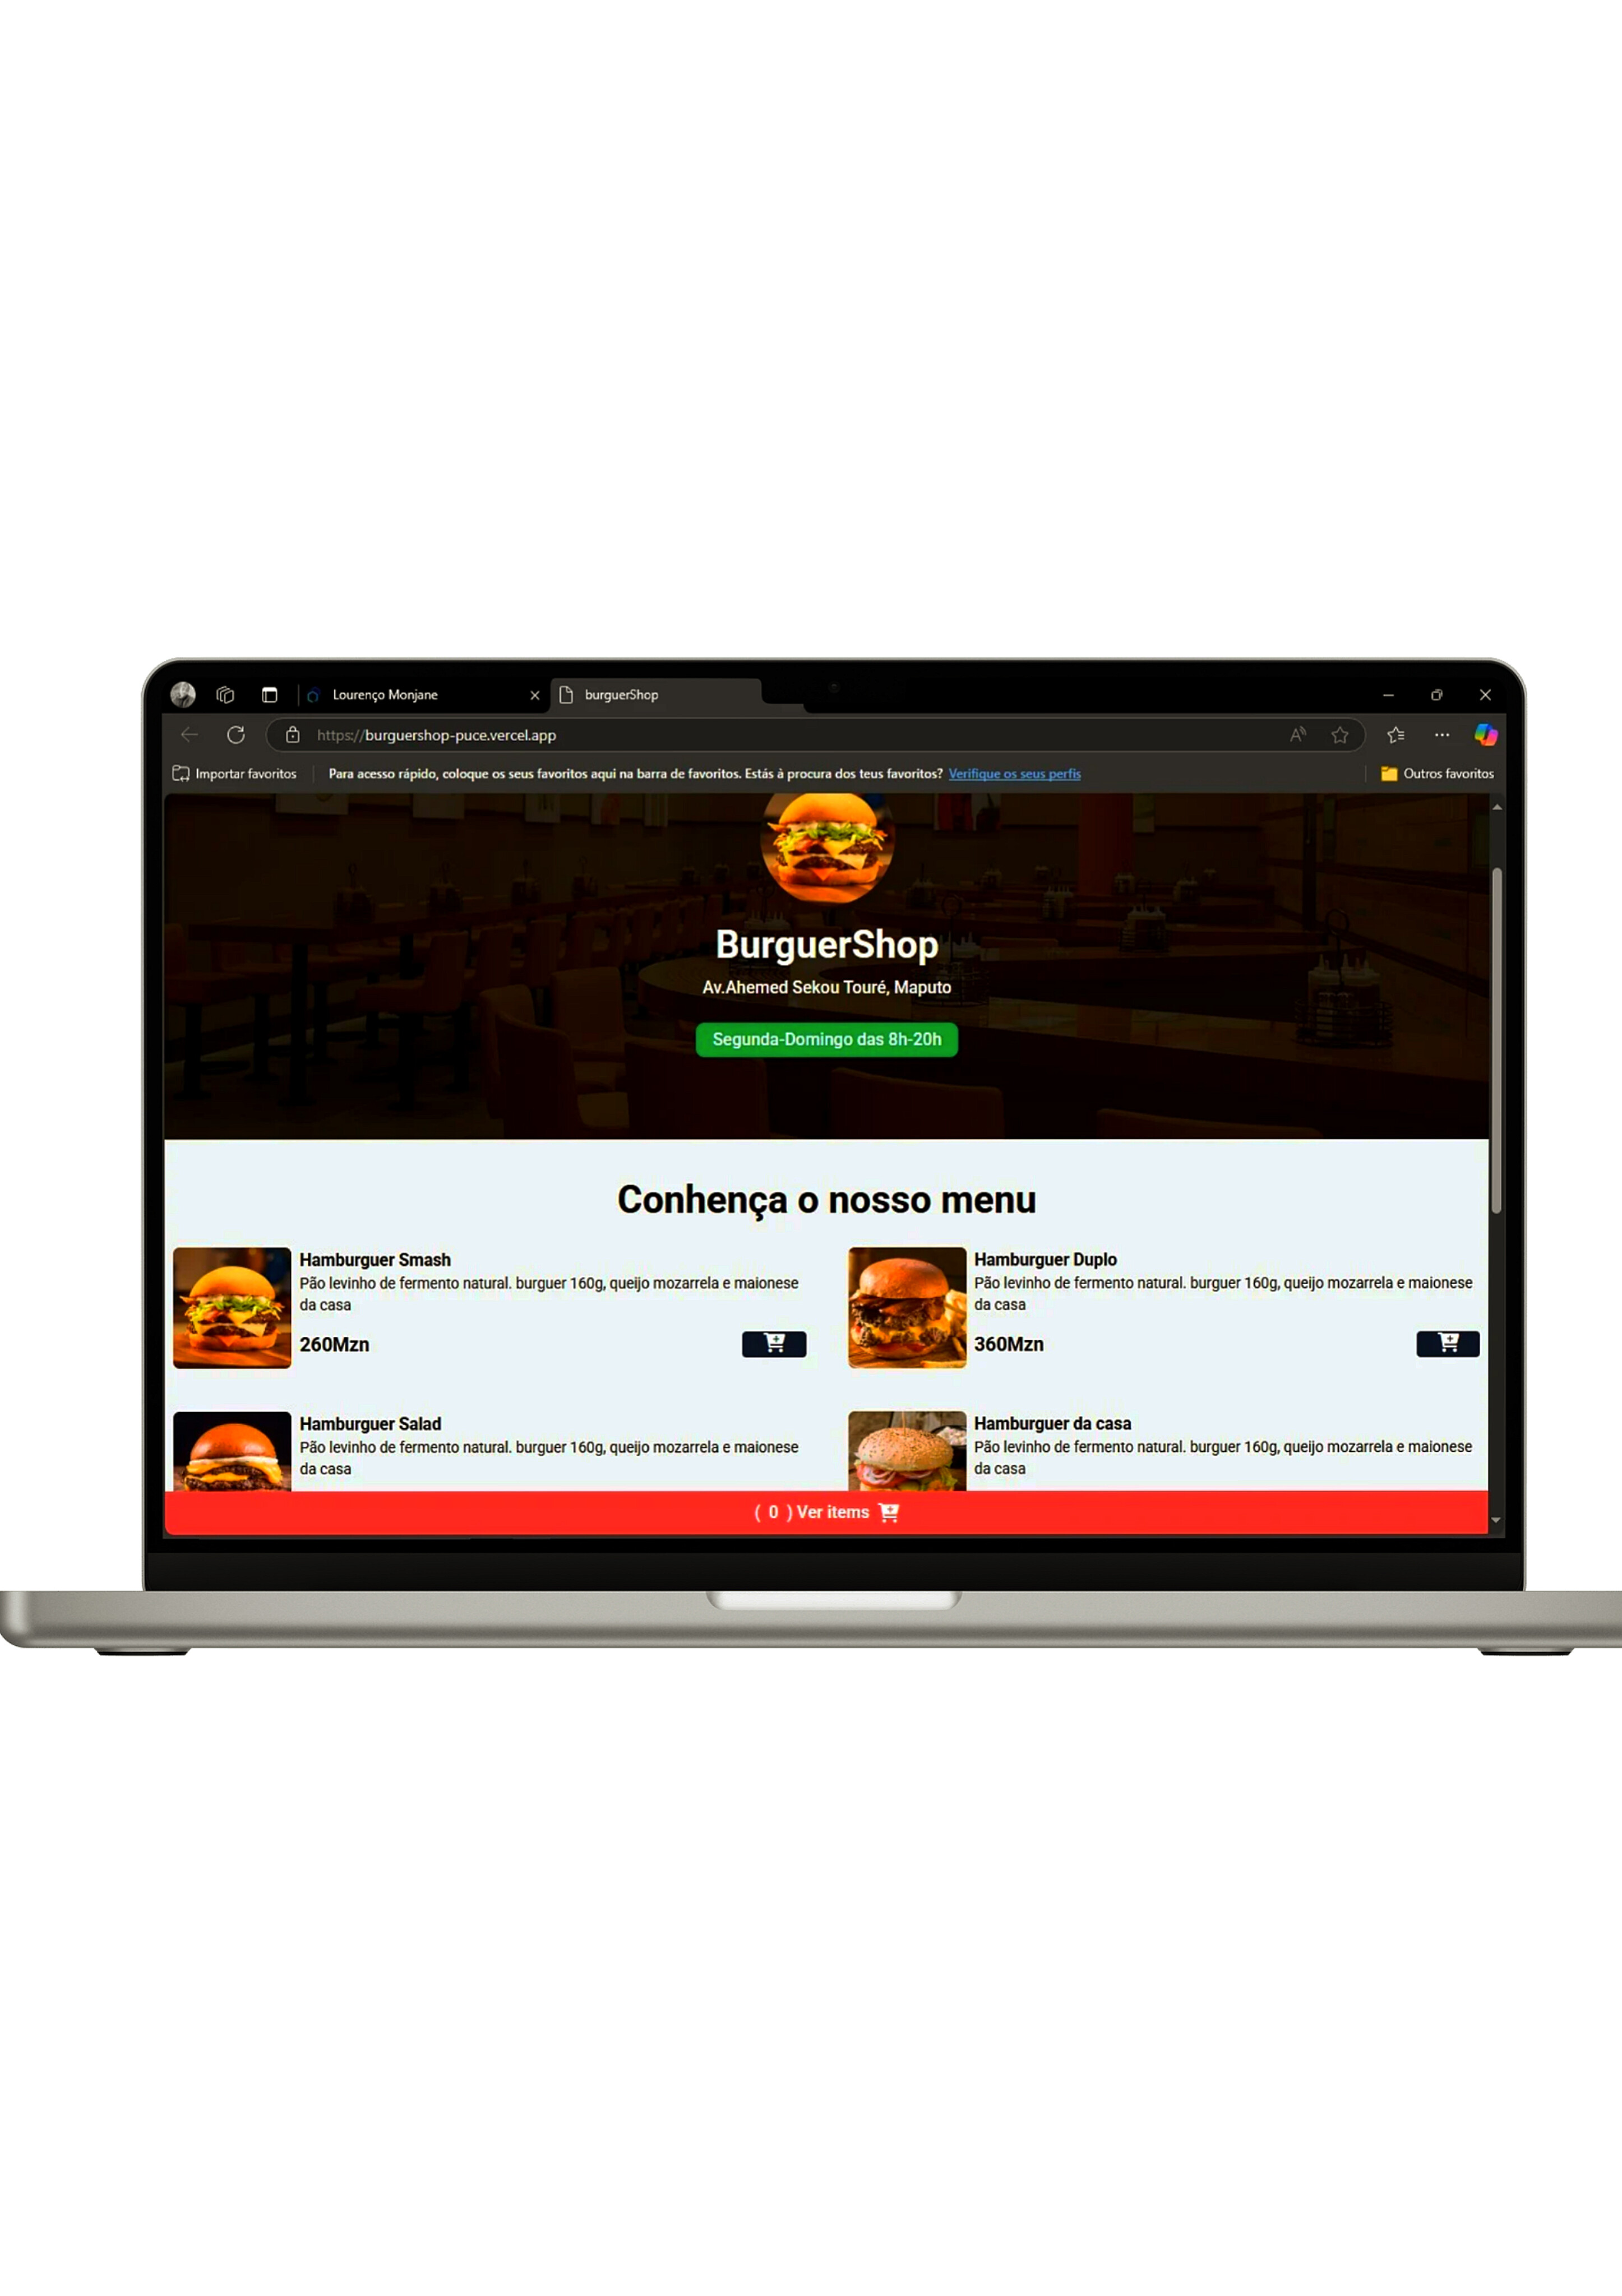 Lourenço Monjane
burguerShop
https://burguershop-puce.vercel.app
Importar favoritos
Para acesso rápido, coloque os seus favoritos aqui na barra de favoritos. Estás à procura dos teus favoritos? Verifique os seus perfis
Outros favoritos
BurguerShop
Av.Ahemed Sekou Touré, Maputo
Segunda-Domingo das 8h-20h
Conhença o nosso menu
Hamburguer Smash
Pão levinho de fermento natural. burguer 160g, queijo mozarrela e maionese
da casa
260Mzn
Hamburguer Duplo
Pão levinho de fermento natural. burguer 160g, queijo mozarrela e maionese
da casa
360Mzn
Hamburguer Salad
Pão levinho de fermento natural. burguer 160g, queijo mozarrela e maionese
da casa
Hamburguer da casa
Pão levinho de fermento natural. burguer 160g, queijo mozarrela e maionese
da casa
( 0 ) Ver items